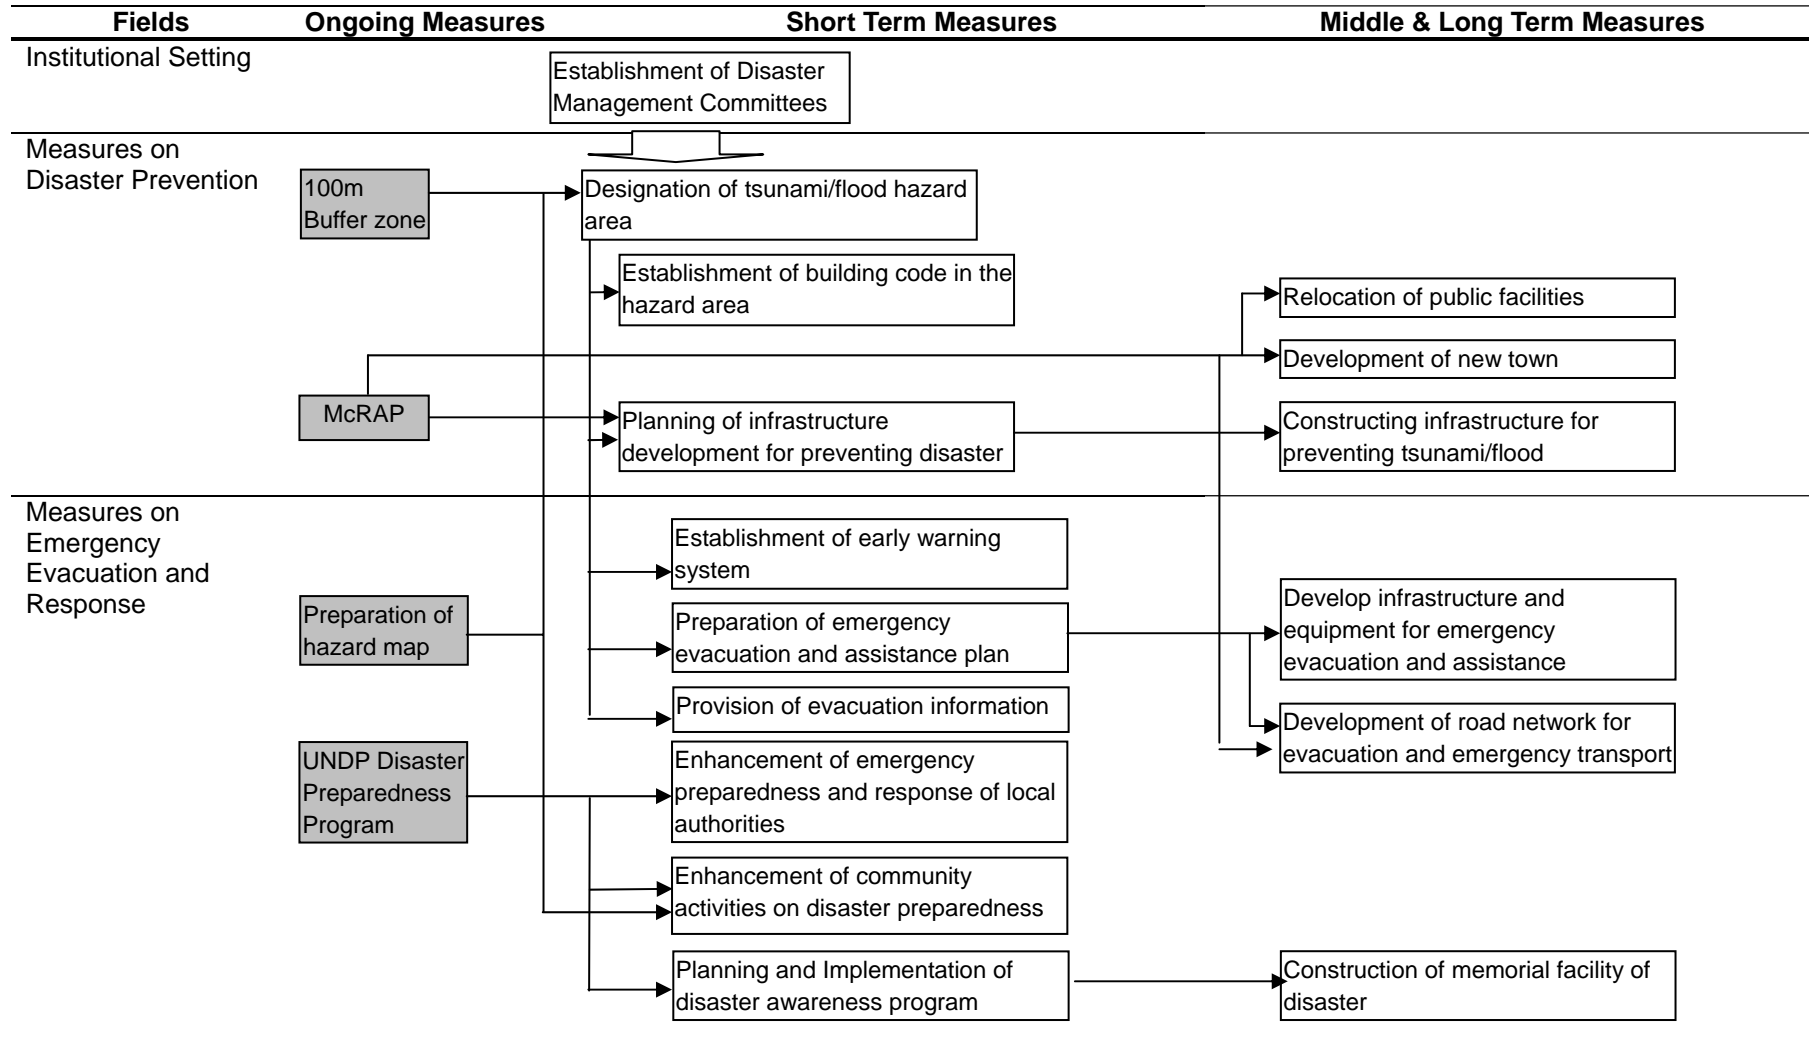 Fields Ongoing Measures Short Term Measures Middle & Long Term Measures
Institutional Setting
Establishment of Disaster
Management Committees
Measures on
Disaster Prevention
100m
Buffer zone
Designation of tsunami/flood hazard
area
Establishment of building code in the
hazard area
Relocation of public facilities
Development of new town
McRAP
Planning of infrastructure
development for preventing disaster
Constructing infrastructure for
preventing tsunami/flood
Measures on
Emergency
Evacuation and
Response
Establishment of early warning
system
Preparation of
hazard map
Preparation of emergency
evacuation and assistance plan
Develop infrastructure and
equipment for emergency
evacuation and assistance
Provision of evacuation information
Development of road network for
evacuation and emergency transport
UNDP Disaster
Preparedness
Program
Enhancement of emergency
preparedness and response of local
authorities
Enhancement of community
activities on disaster preparedness
Planning and Implementation of
disaster awareness program
Construction of memorial facility of
disaster